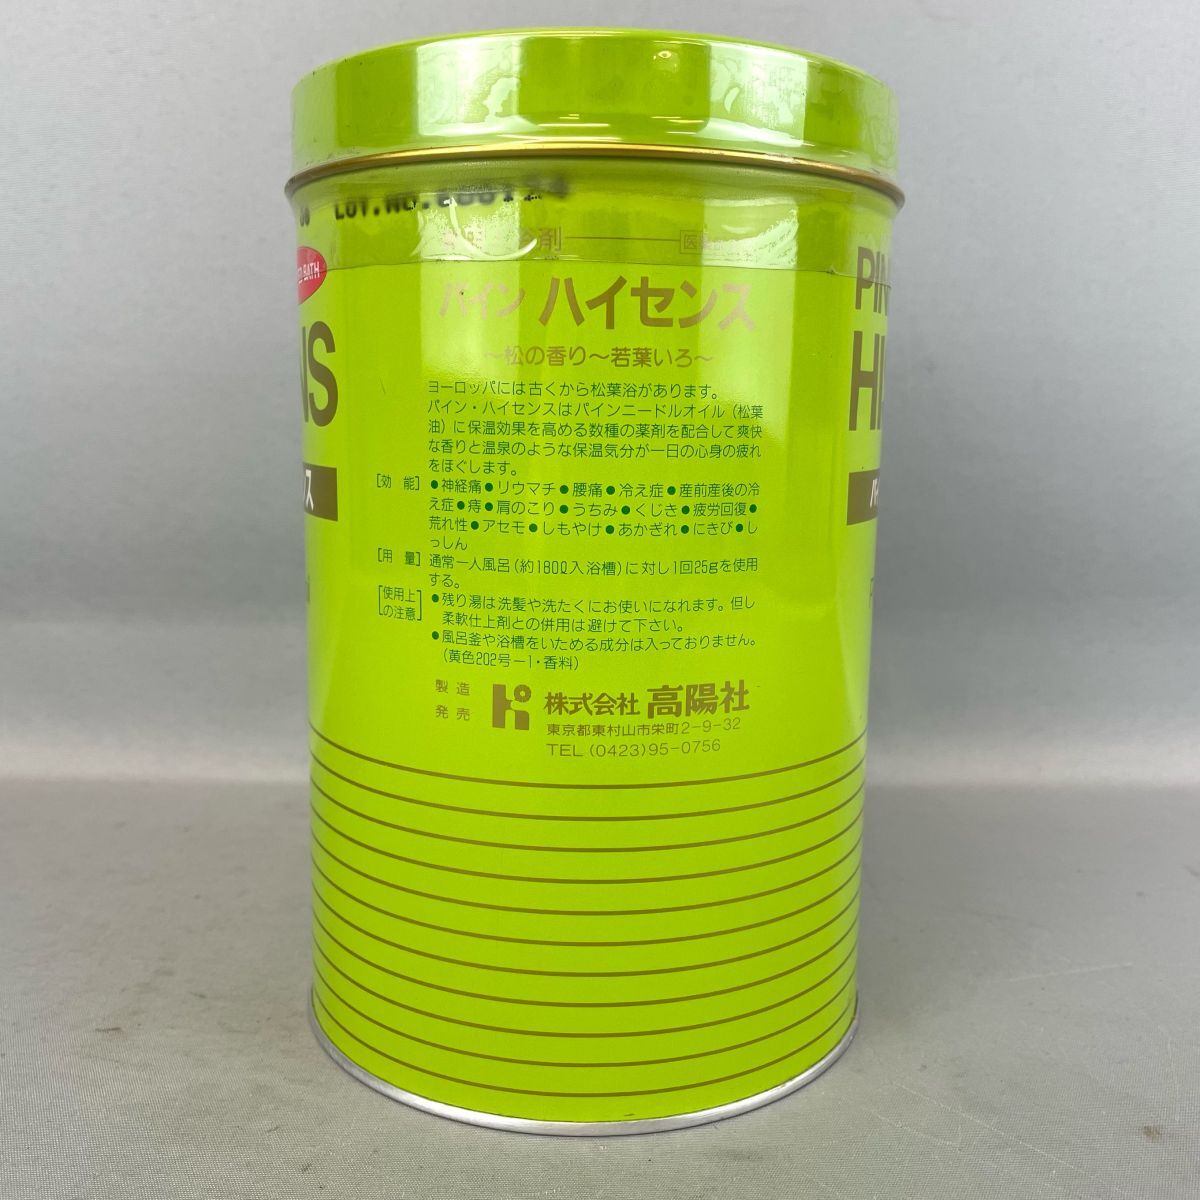 LOT.NO.
浴剤
パイン ハイセンス
～松の香り～若葉いろ～
ヨーロッパには古くから松葉浴があります。
パイン・ハイセンスはパインニードルオイル(松葉
油)に保温効果を高める数種の薬剤を配合して爽快
な香りと温泉のような保温気分が一日の心身の疲れ
をほぐします。
[効 能] ●神経痛●リウマチ●腰痛●冷え症●産前産後の冷
え症●痔●肩のこり●うちみ●くじき●疲労回復●
荒れ性●アセモ●しもやけ●あかぎれ●にきび●し
っしん
[用 量] 通常一人風呂(約180ℓ入浴槽)に対し1回25gを使用
する。
[使用上の注意] ●残り湯は洗髪や洗たくにお使いになれます。但し
柔軟仕上剤との併用は避けて下さい。
●風呂釜や浴槽をいためる成分は入っておりません。
(黄色202号-1・香料)
製造
発売
株式会社 高陽社
東京都東村山市栄町2-9-32
TEL (0423)95-0756
BATH
NS
PIN
HI